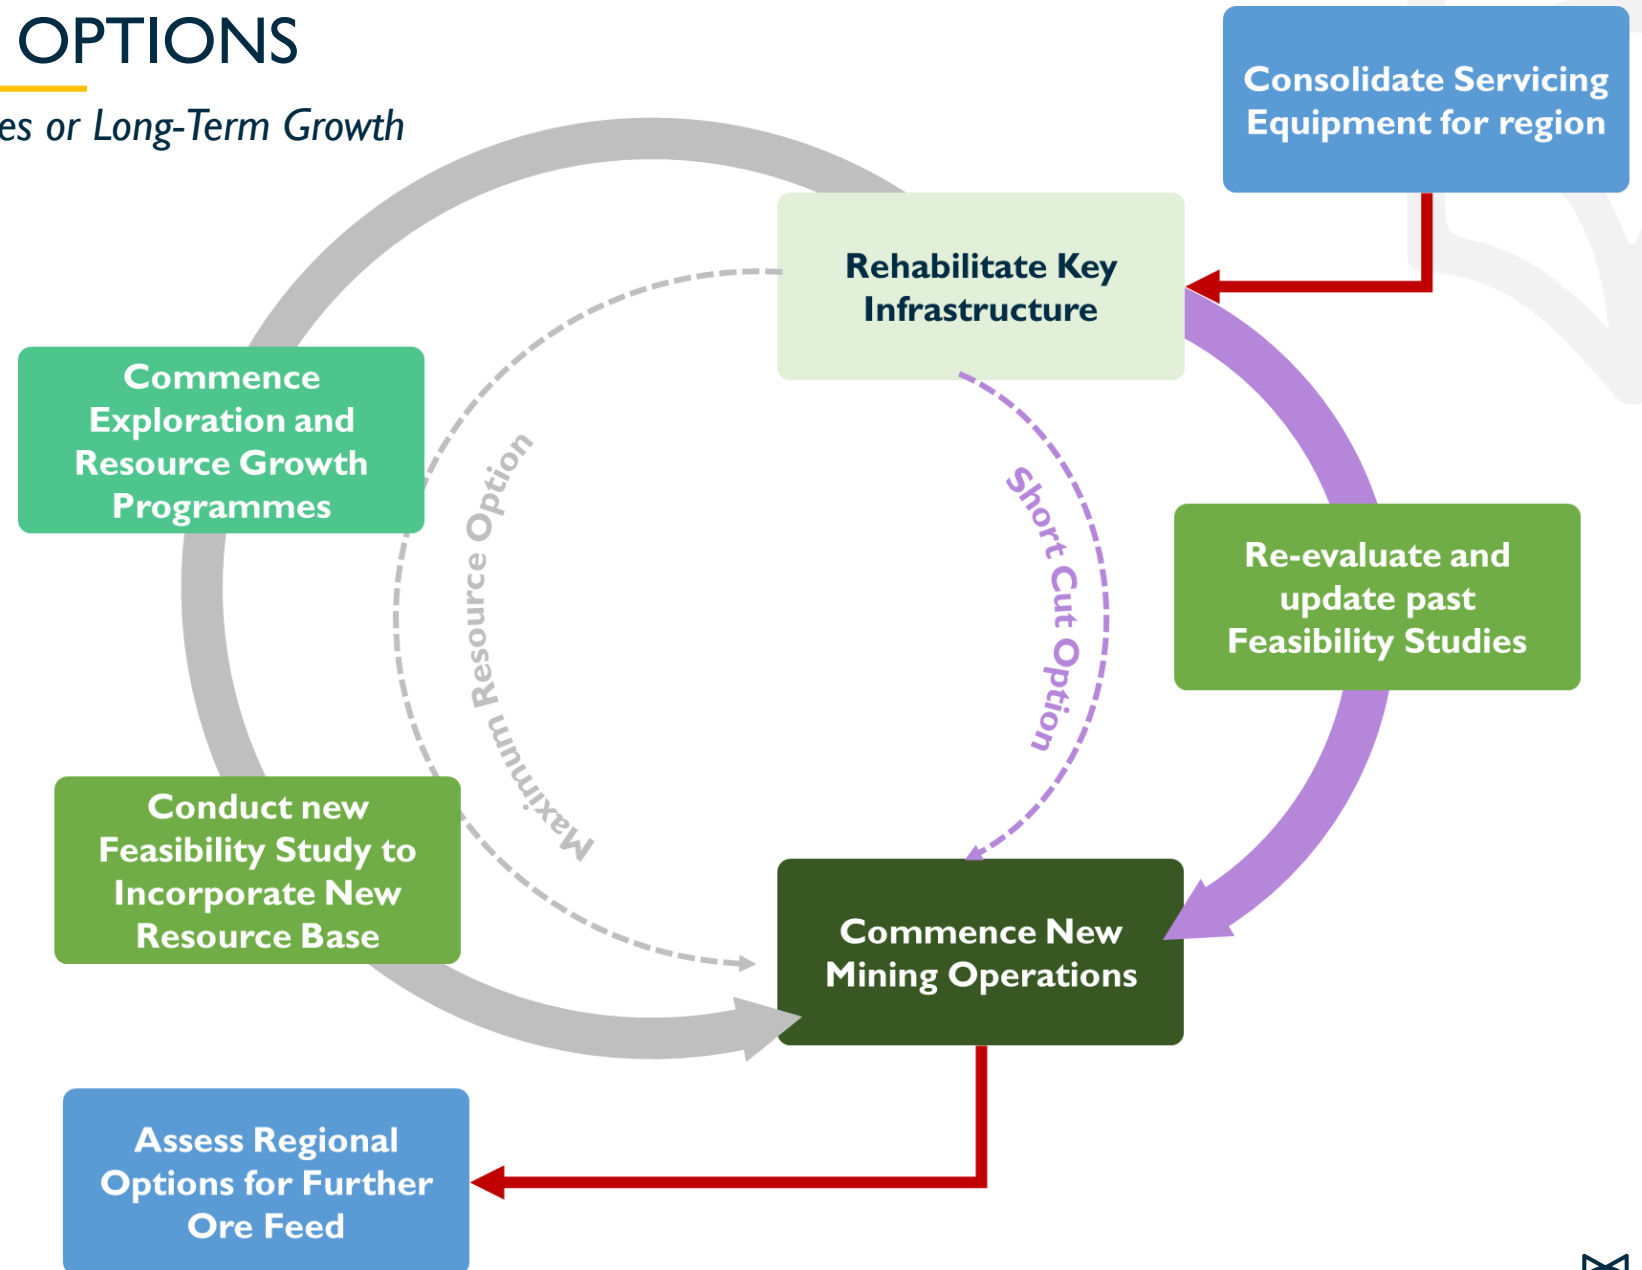 OPTIONS
es or Long-Term Growth
Consolidate Servicing
Equipment for region
Rehabilitate Key
Infrastructure
Commence
Exploration and
Resource Growth
Programmes
Maximum Resource Option
Short Cut Option
Re-evaluate and
update past
Feasibility Studies
Conduct new
Feasibility Study to
Incorporate New
Resource Base
Commence New
Mining Operations
Assess Regional
Options for Further
Ore Feed